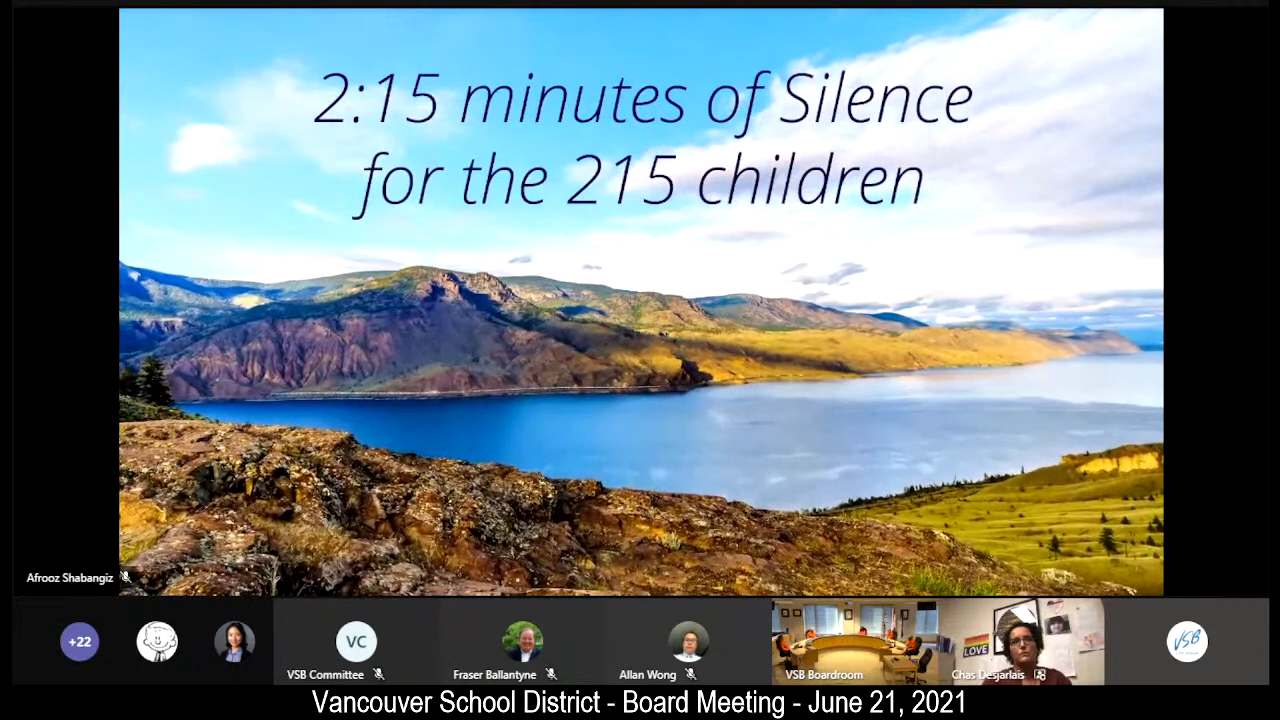 2:15 minutes of Silence
for the 215 children
Afrooz Shabangiz
+22
VC
VSB Committee
Fraser Ballantyne
Allan Wong
VSB Boardroom
LOVE
Chas Desjarlais
VSB
Vancouver School District - Board Meeting - June 21, 2021